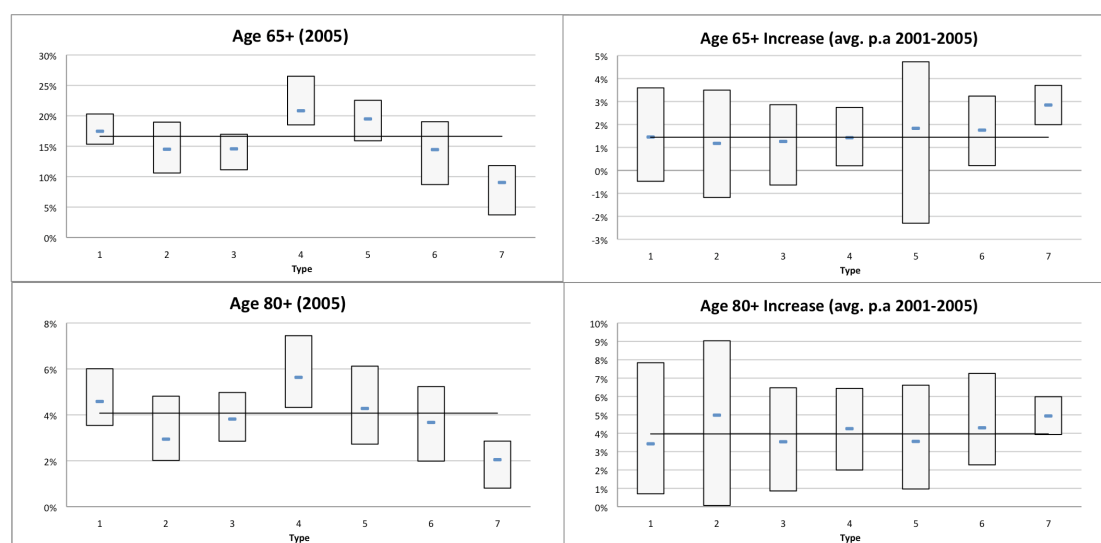 Age 65+ (2005)
30%
25%
20%
15%
10%
5%
0%
1 2 3 4 5 6 7
Type
Age 65+ Increase (avg. p.a 2001-2005)
5%
4%
3%
2%
1%
0%
-1%
-2%
-3%
1 2 3 4 5 6 7
Type
Age 80+ (2005)
8%
6%
4%
2%
0%
1 2 3 4 5 6 7
Type
Age 80+ Increase (avg. p.a 2001-2005)
10%
9%
8%
7%
6%
5%
4%
3%
2%
1%
0%
1 2 3 4 5 6 7
Type